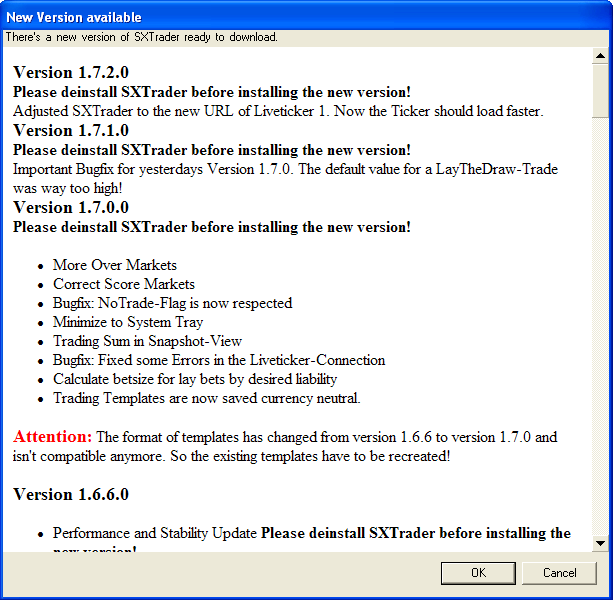 New Version available
There's a new version of SXTrader ready to download.
Version 1.7.2.0
Please deinstall SXTrader before installing the new version!
Adjusted SXTrader to the new URL of Liveticker 1. Now the Ticker should load faster.
Version 1.7.1.0
Please deinstall SXTrader before installing the new version!
Important Bugfix for yesterdays Version 1.7.0. The default value for a LayTheDraw-Trade
was way too high!
Version 1.7.0.0
Please deinstall SXTrader before installing the new version!
• More Over Markets
• Correct Score Markets
• Bugfix: NoTrade-Flag is now respected
• Minimize to System Tray
• Trading Sum in Snapshot-View
• Bugfix: Fixed some Errors in the Liveticker-Connection
• Calculate betsize for lay bets by desired liability
• Trading Templates are now saved currency neutral.
Attention: The format of templates has changed from version 1.6.6 to version 1.7.0 and
isn't compatible anymore. So the existing templates have to be recreated!
Version 1.6.6.0
• Performance and Stability Update Please deinstall SXTrader before installing the
new version!
OK
Cancel